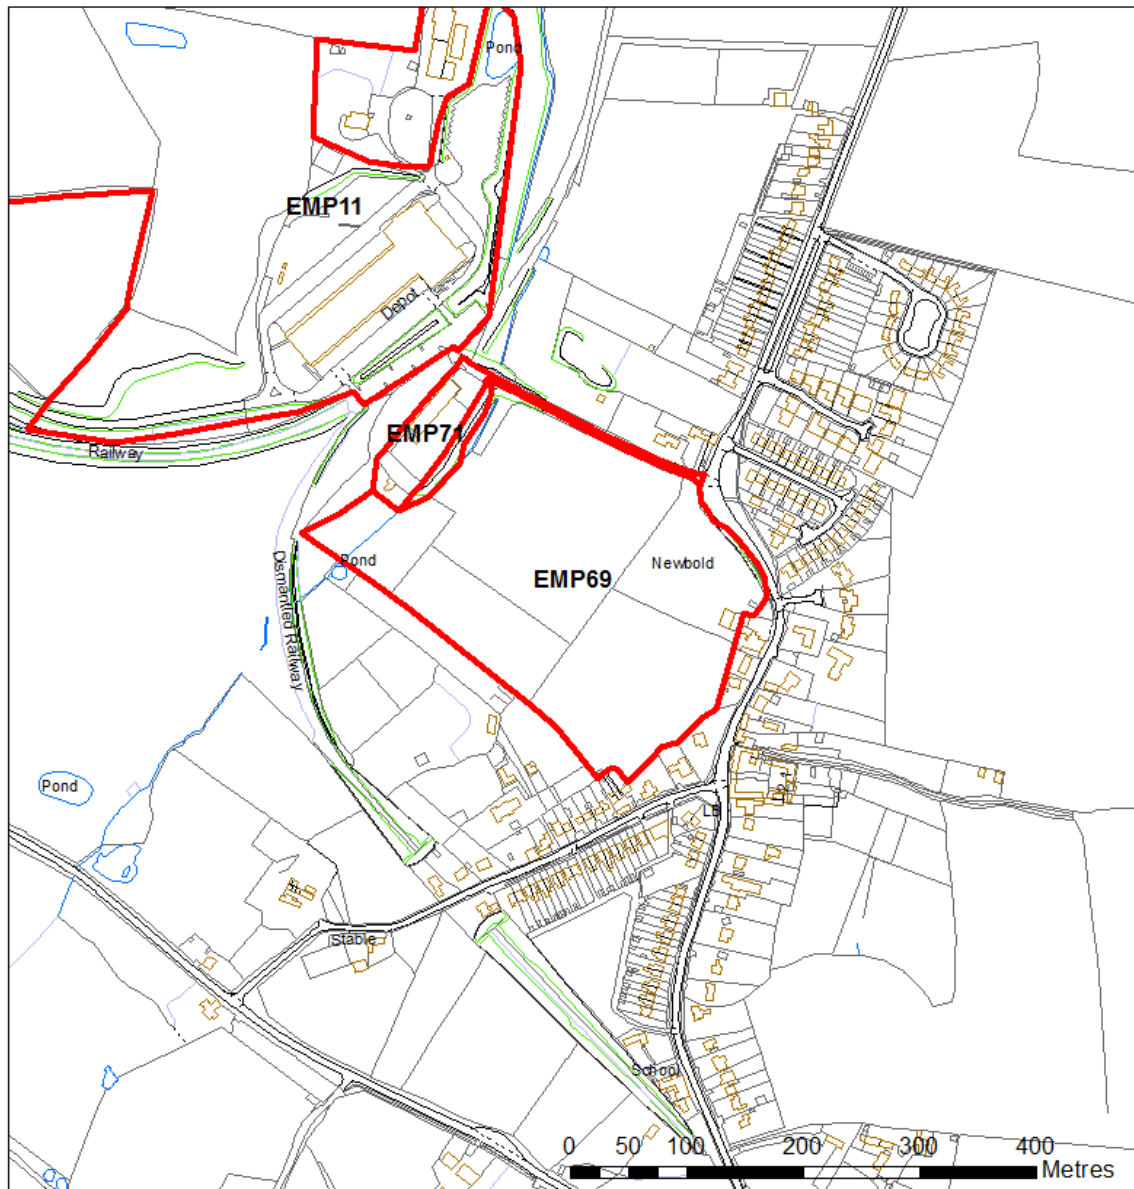 Pond
EMP11
Depot
EMP71
Railway
Pond
EMP69
Newbold
Dismantled Railway
Pond
LB
Stable
School
0 50 100 200 300 400
Metres